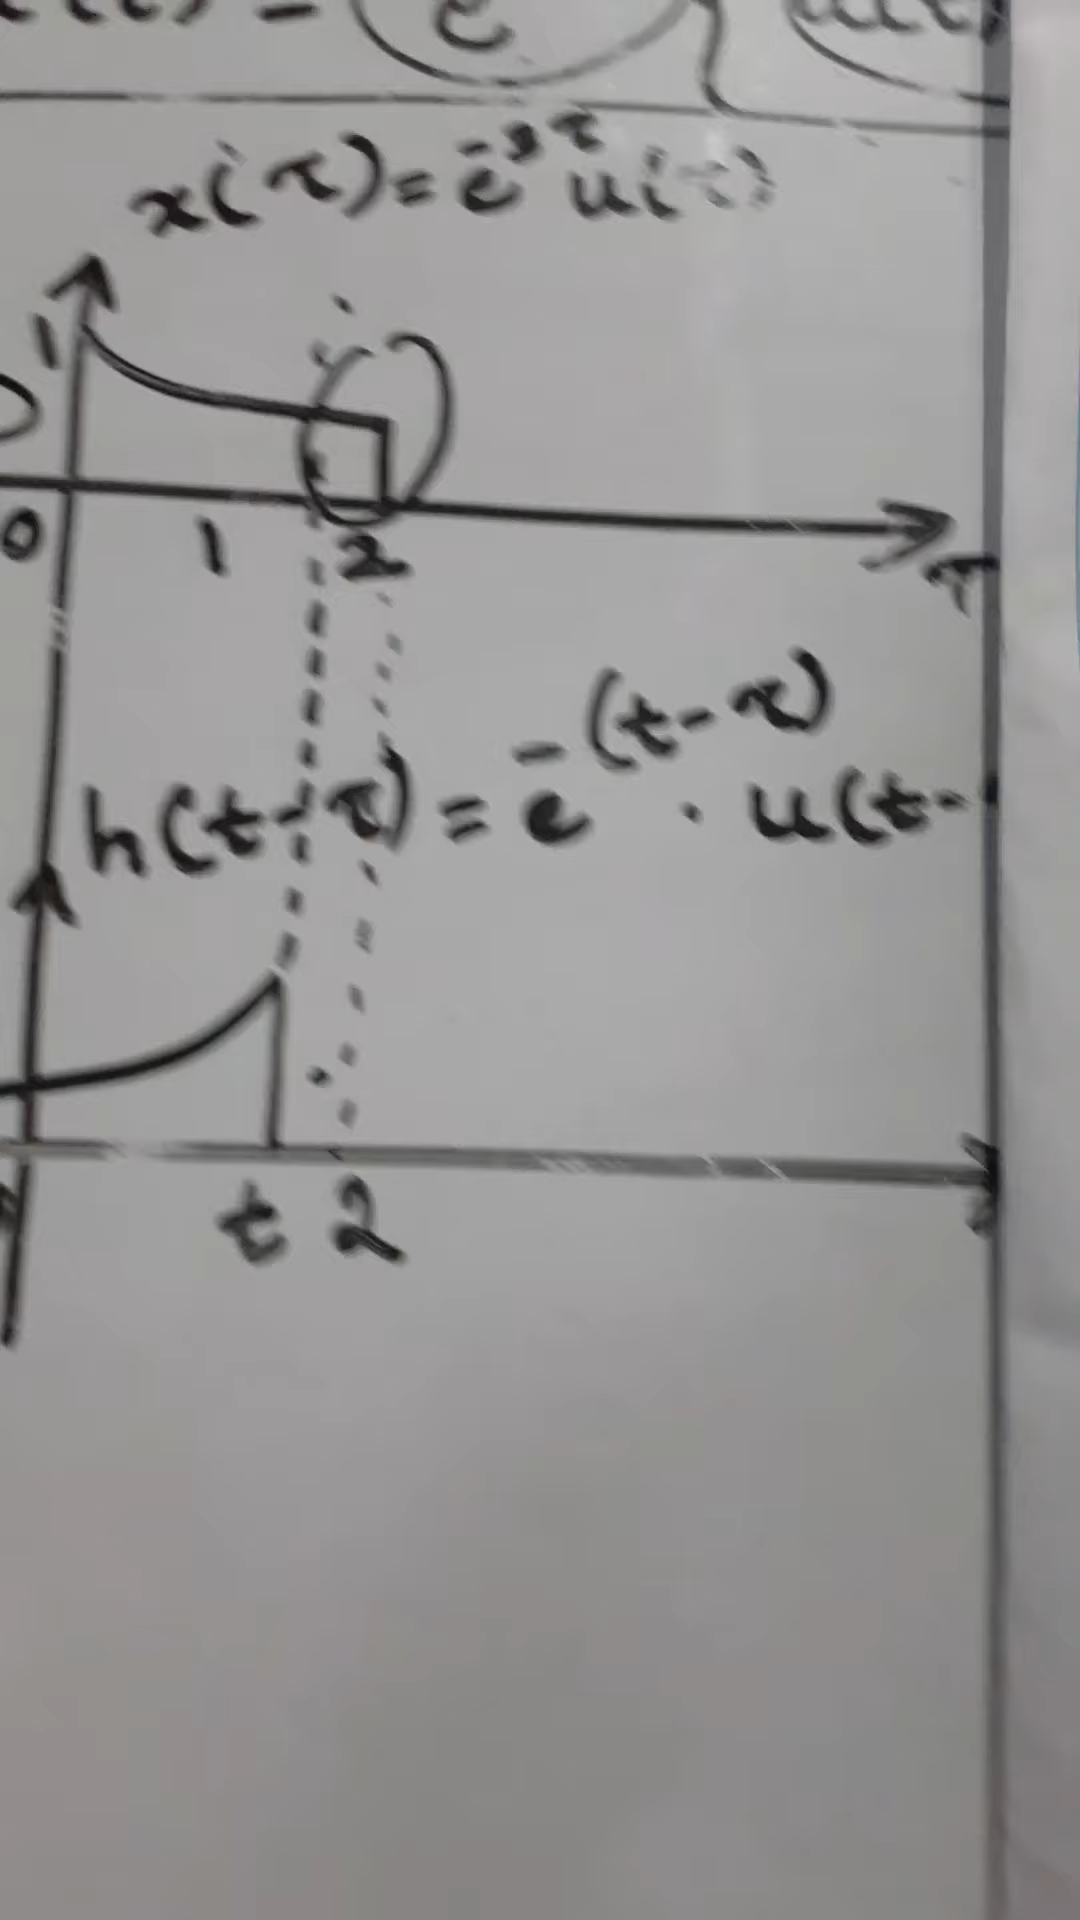 x(τ)=e^-3τ u(τ)
1
0 1 2
τ
h(t-τ) = e^-(t-τ) . u(t-
t 2